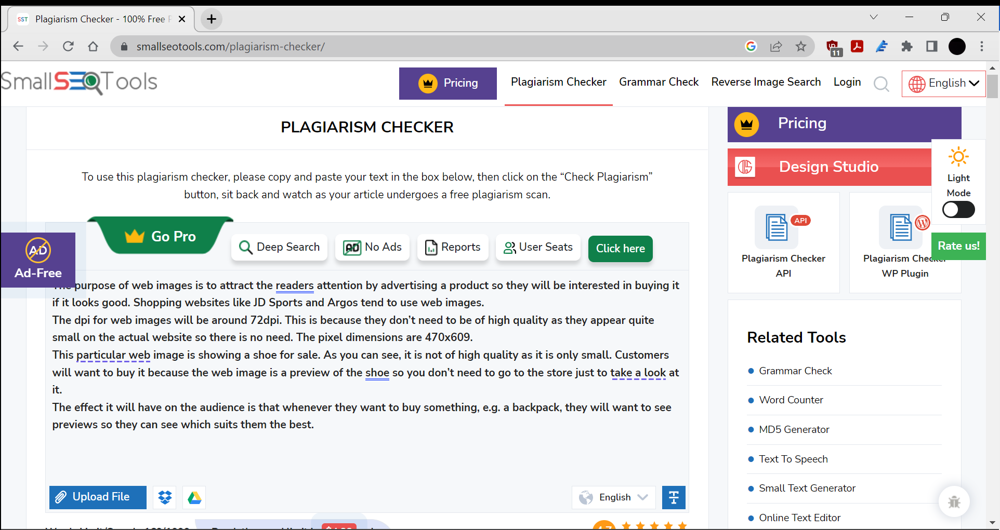 SST Plagiarism Checker - 100% Free
smallseotools.com/plagiarism-checker/
11
SmallSEOTools
Pricing
Plagiarism Checker
Grammar Check
Reverse Image Search
Login
English
PLAGIARISM CHECKER
To use this plagiarism checker, please copy and paste your text in the box below, then click on the “Check Plagiarism”
button, sit back and watch as your article undergoes a free plagiarism scan.
Go Pro
Deep Search
AD No Ads
Reports
User Seats
Click here
AD
Ad-Free
purpose of web images is to attract the readers attention by advertising a product so they will be interested in buying it
if it looks good. Shopping websites like JD Sports and Argos tend to use web images.
The dpi for web images will be around 72dpi. This is because they don’t need to be of high quality as they appear quite
small on the actual website so there is no need. The pixel dimensions are 470x609.
This particular web image is showing a shoe for sale. As you can see, it is not of high quality as it is only small. Customers
will want to buy it because the web image is a preview of the shoe so you don’t need to go to the store just to take a look at
it.
The effect it will have on the audience is that whenever they want to buy something, e.g. a backpack, they will want to see
previews so they can see which suits them the best.
Upload File
English
Pricing
Design Studio
Light
Mode
API
Plagiarism Checker
API
Plagiarism Checker
WP Plugin
Rate us!
Related Tools
Grammar Check
Word Counter
MD5 Generator
Text To Speech
Small Text Generator
Online Text Editor